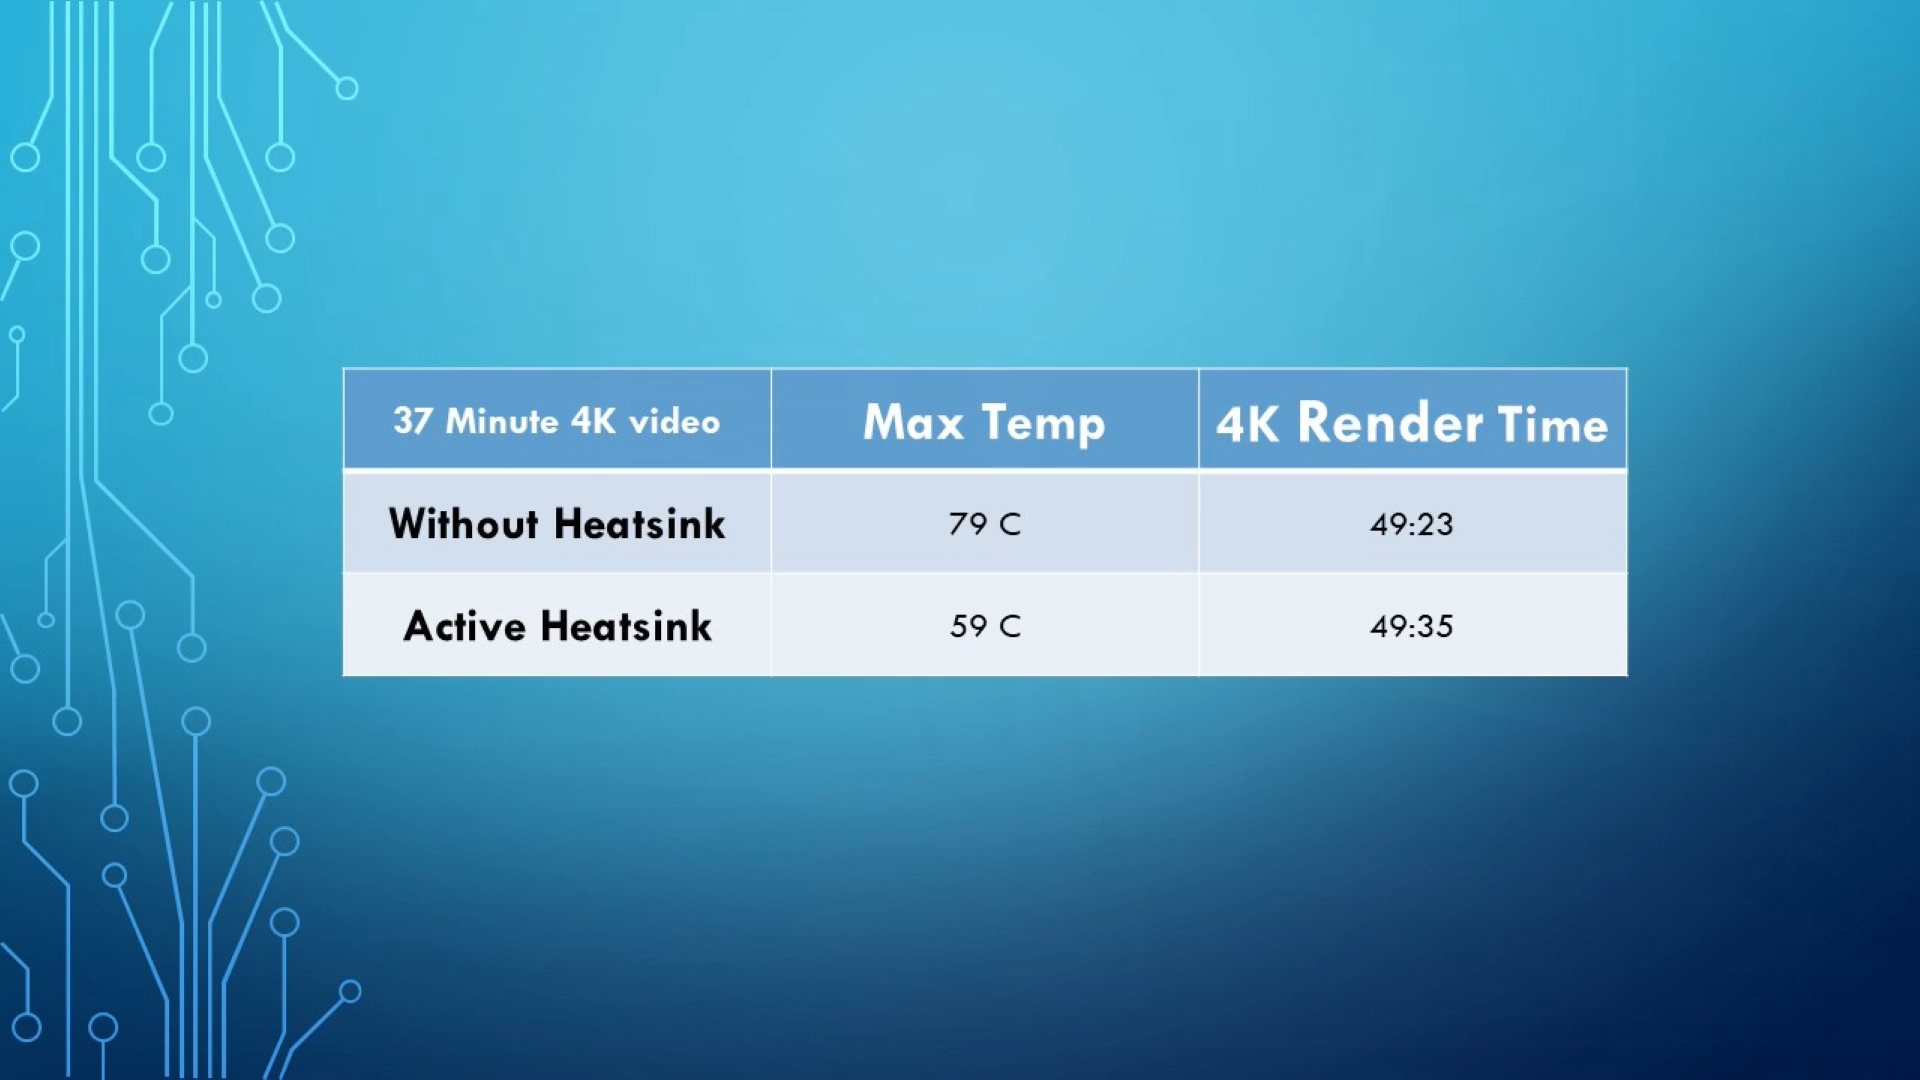 37 Minute 4K video Max Temp 4K Render Time
Without Heatsink 79 C 49:23
Active Heatsink 59 C 49:35